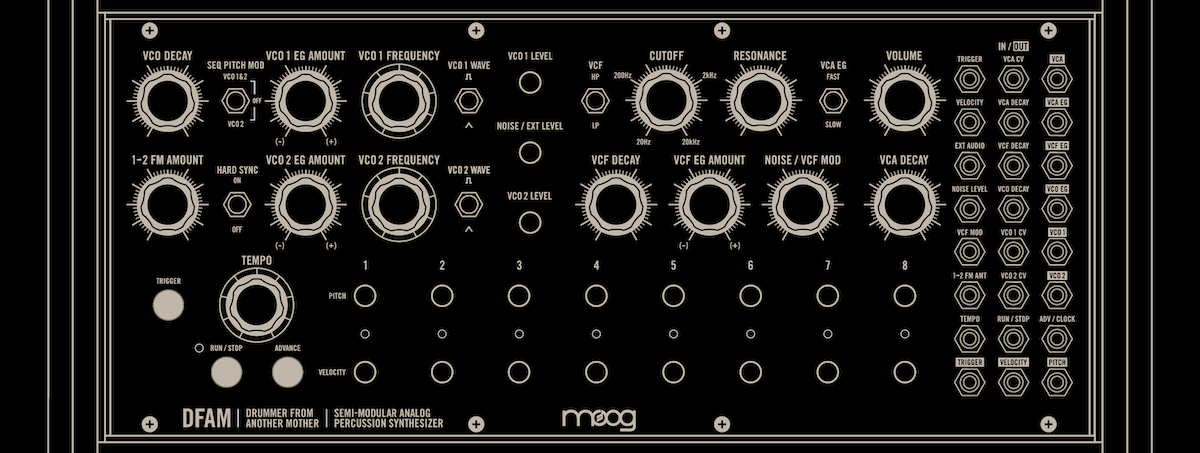 IN / OUT
VCO DECAY
SEQ PITCH MOD
VCO 1&2
OFF
VCO 2
VCO 1 EG AMOUNT
(-) (+)
VCO 1 FREQUENCY
VCO 1 WAVE
VCO 1 LEVEL
NOISE / EXT LEVEL
VCF
HP
LP
CUTOFF
200Hz 2kHz
20Hz 20kHz
RESONANCE
VCA EG
FAST
SLOW
VOLUME
1-2 FM AMOUNT
HARD SYNC
ON
OFF
VCO 2 EG AMOUNT
(-) (+)
VCO 2 FREQUENCY
VCO 2 WAVE
VCO 2 LEVEL
VCF DECAY
VCF EG AMOUNT
(-) (+)
NOISE / VCF MOD
VCA DECAY
TRIGGER VCA CV VCA
VELOCITY VCA DECAY VCA EG
EXT AUDIO VCF DECAY VCF EG
NOISE LEVEL VCO DECAY VCO EG
VCF MOD VCO 1 CV VCO 1
1-2 FM AMT VCO 2 CV VCO 2
TEMPO RUN / STOP ADV / CLOCK
TRIGGER VELOCITY PITCH
TEMPO
TRIGGER
RUN / STOP ADVANCE
1 2 3 4 5 6 7 8
PITCH
VELOCITY
DFAM
DRUMMER FROM
ANOTHER MOTHER
SEMI-MODULAR ANALOG
PERCUSSION SYNTHESIZER
moog